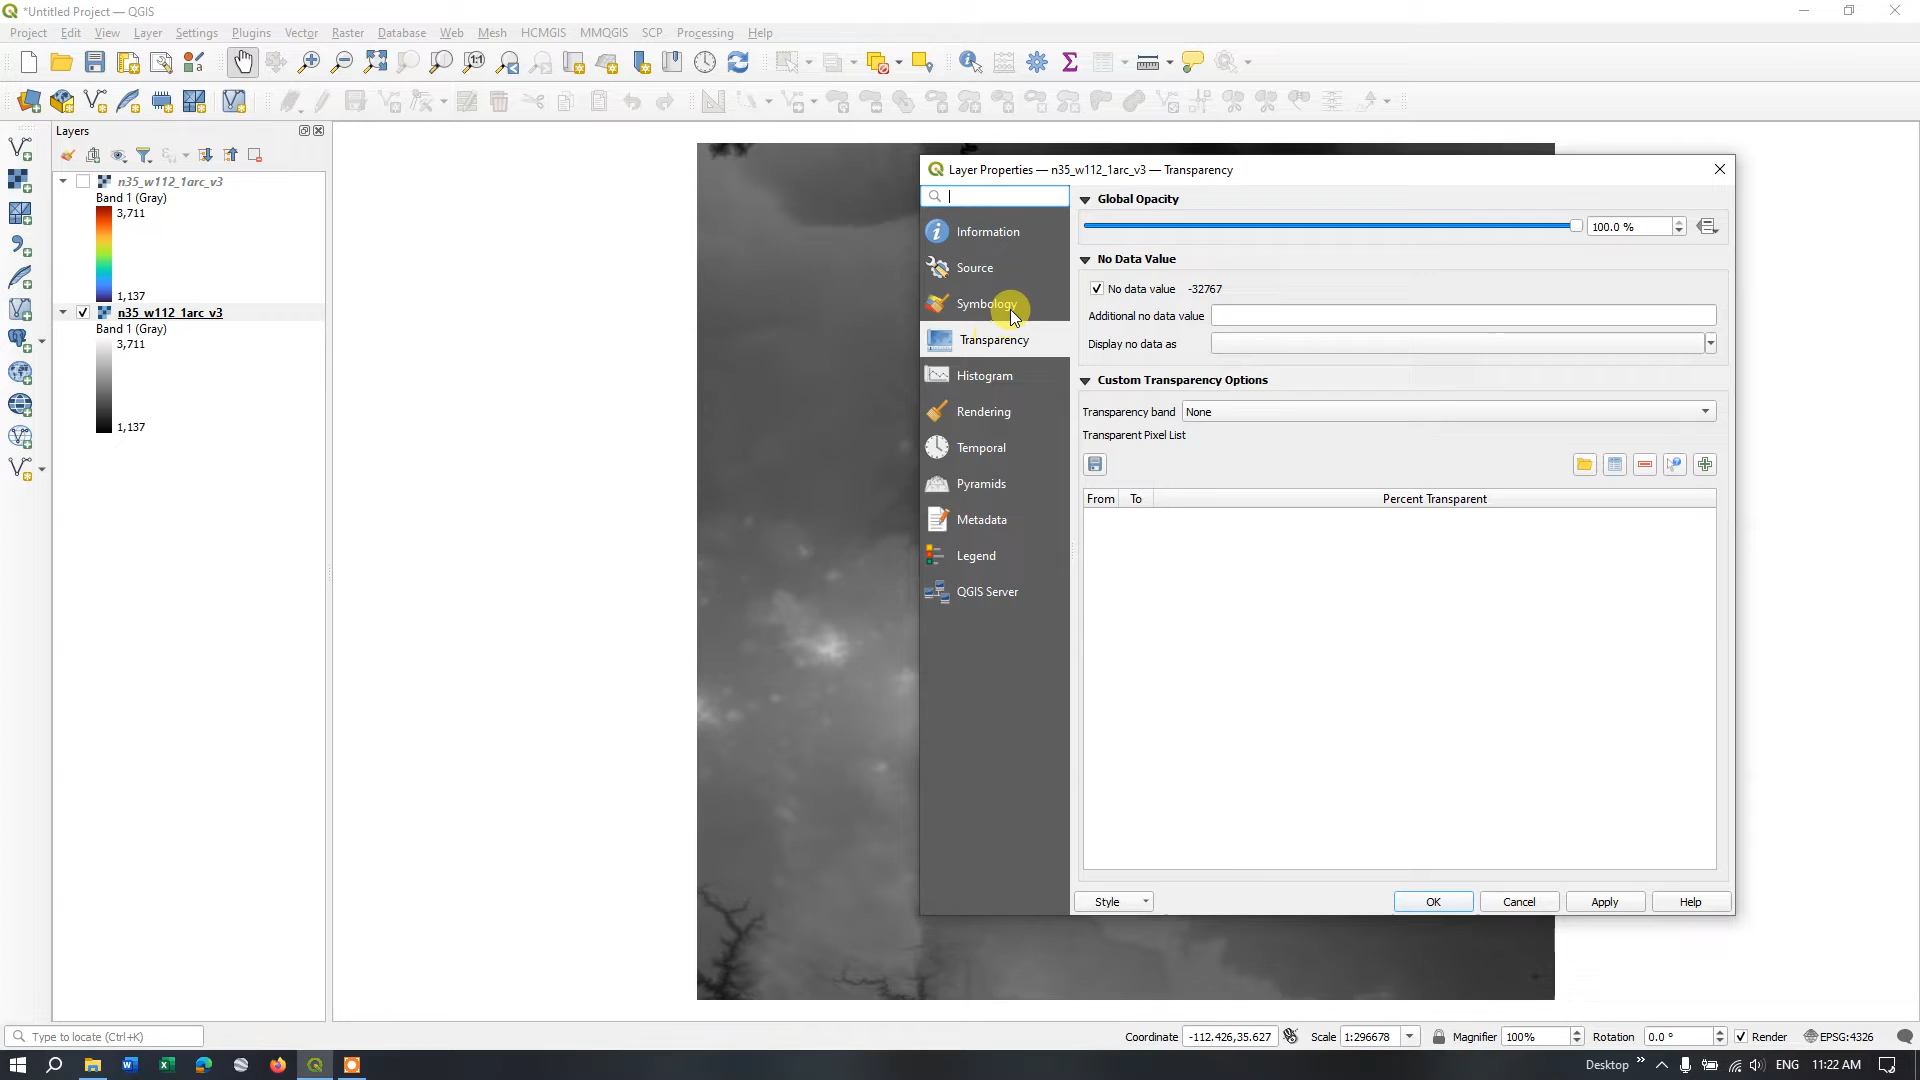 *Untitled Project — QGIS
Project Edit View Layer Settings Plugins Vector Raster Database Web Mesh HCMGIS MMQGIS SCP Processing Help
Layers
n35_w112_1arc_v3
Band 1 (Gray)
3,711
1,137
n35_w112_1arc_v3
Band 1 (Gray)
3,711
1,137
Layer Properties — n35_w112_1arc_v3 — Transparency
Information
Source
Symbology
Transparency
Histogram
Rendering
Temporal
Pyramids
Metadata
Legend
QGIS Server
Global Opacity
100.0 %
No Data Value
No data value -32767
Additional no data value
Display no data as
Custom Transparency Options
Transparency band None
Transparent Pixel List
From To Percent Transparent
Style OK Cancel Apply Help
Type to locate (Ctrl+K) Coordinate -112.426,35.627 Scale 1:296678 Magnifier 100% Rotation 0.0 ° Render EPSG:4326
Desktop » ENG 11:22 AM